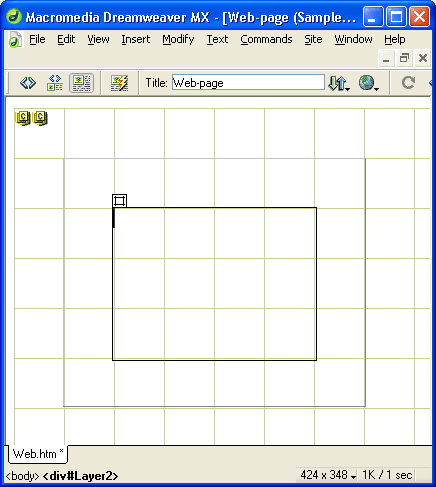 Macromedia Dreamweaver MX - [Web-page (Sample...
File Edit View Insert Modify Text Commands Site Window Help
Title: Web-page
C C
Web.htm *
<body> <div#Layer2> 424 x 348 1K / 1 sec